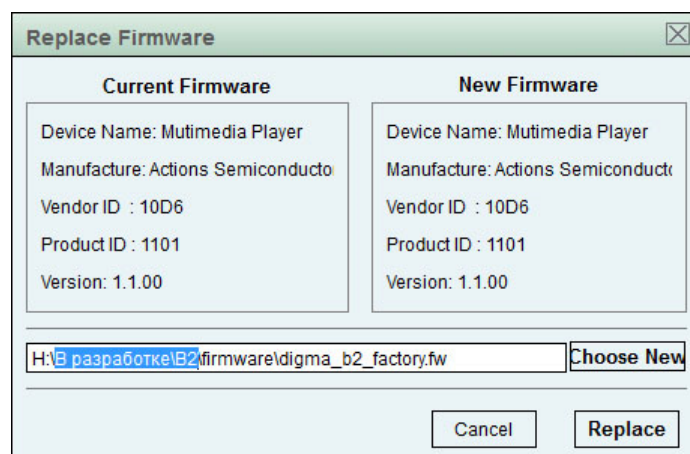 Replace Firmware
Current Firmware
Device Name: Mutimedia Player
Manufacture: Actions Semiconducto
Vendor ID : 10D6
Product ID : 1101
Version: 1.1.00
New Firmware
Device Name: Mutimedia Player
Manufacture: Actions Semiconductc
Vendor ID : 10D6
Product ID : 1101
Version: 1.1.00
H:\В разработке\B2\firmware\digma_b2_factory.fw
Choose New
Cancel
Replace